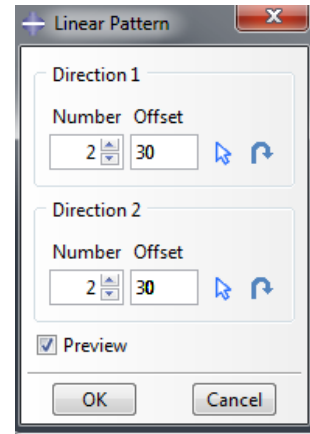 Linear Pattern
Direction 1
Number Offset
2 30
Direction 2
Number Offset
2 30
Preview
OK Cancel